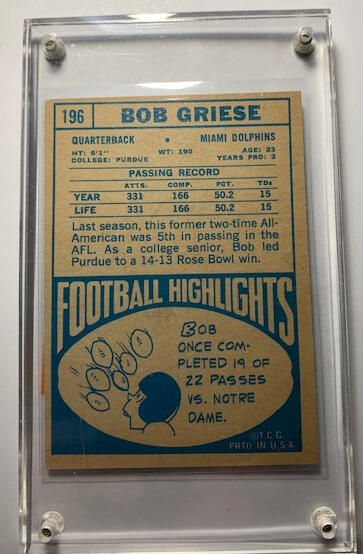 196 BOB GRIESE
QUARTERBACK • MIAMI DOLPHINS
HT: 6'1" WT: 190 AGE: 23
COLLEGE: PURDUE YEARS PRO: 2
PASSING RECORD
ATTS. COMP. PCT. TDs
YEAR 331 166 50.2 15
LIFE 331 166 50.2 15
Last season, this former two-time All-
American was 5th in passing in the
AFL. As a college senior, Bob led
Purdue to a 14-13 Rose Bowl win.
FOOTBALL HIGHLIGHTS
BOB
ONCE COM-
PLETED 19 OF
22 PASSES
VS. NOTRE
DAME.
©T.C.G.
PRTD IN U.S.A.